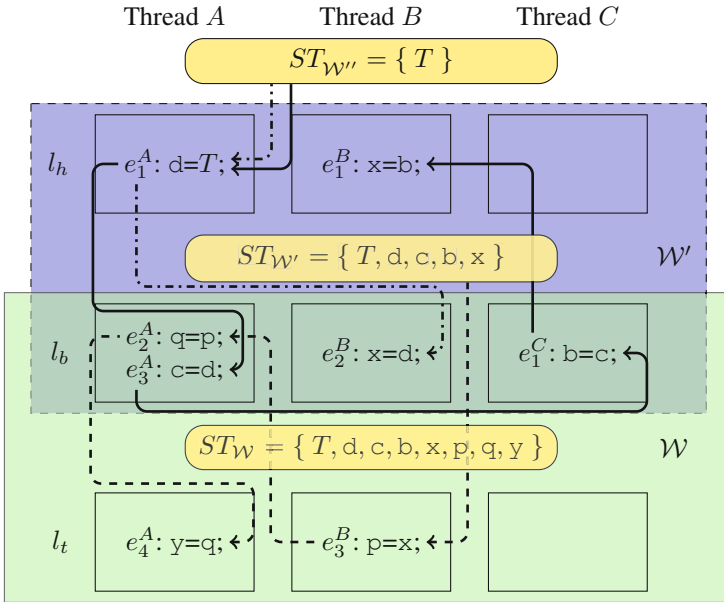 Thread A Thread B Thread C
ST_𝒲'' = { T }
l_h e_1^A: d=T; e_1^B: x=b;
ST_𝒲' = { T, d, c, b, x } 𝒲'
e_2^A: q=p;
l_b e_2^B: x=d; e_1^C: b=c;
e_3^A: c=d;
ST_𝒲 = { T, d, c, b, x, p, q, y } 𝒲
l_t e_4^A: y=q; e_3^B: p=x;